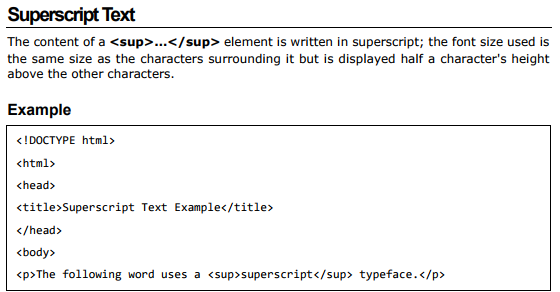 Superscript Text
The content of a <sup>...</sup> element is written in superscript; the font size used is
the same size as the characters surrounding it but is displayed half a character's height
above the other characters.
Example
<!DOCTYPE html>
<html>
<head>
<title>Superscript Text Example</title>
</head>
<body>
<p>The following word uses a <sup>superscript</sup> typeface.</p>